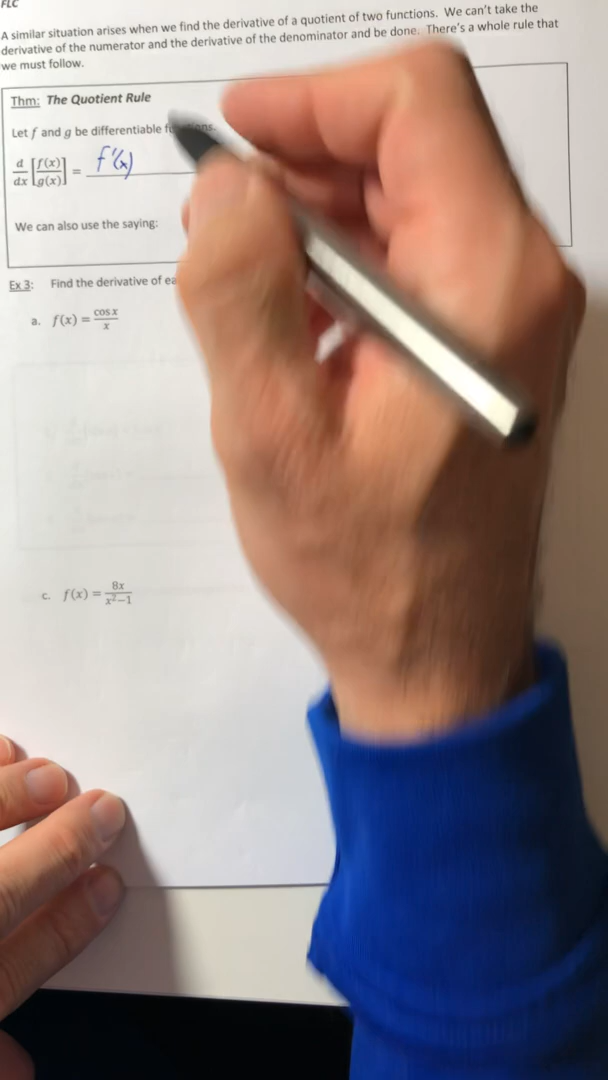 FLC
A similar situation arises when we find the derivative of a quotient of two functions. We can't take the
derivative of the numerator and the derivative of the denominator and be done. There's a whole rule that
we must follow.
Thm: The Quotient Rule
Let f and g be differentiable functions.
d/dx [f(x)/g(x)] = f'(x)
We can also use the saying:
Ex 3: Find the derivative of
a. f(x) = cos x / x
c. f(x) = 8x / x²−1